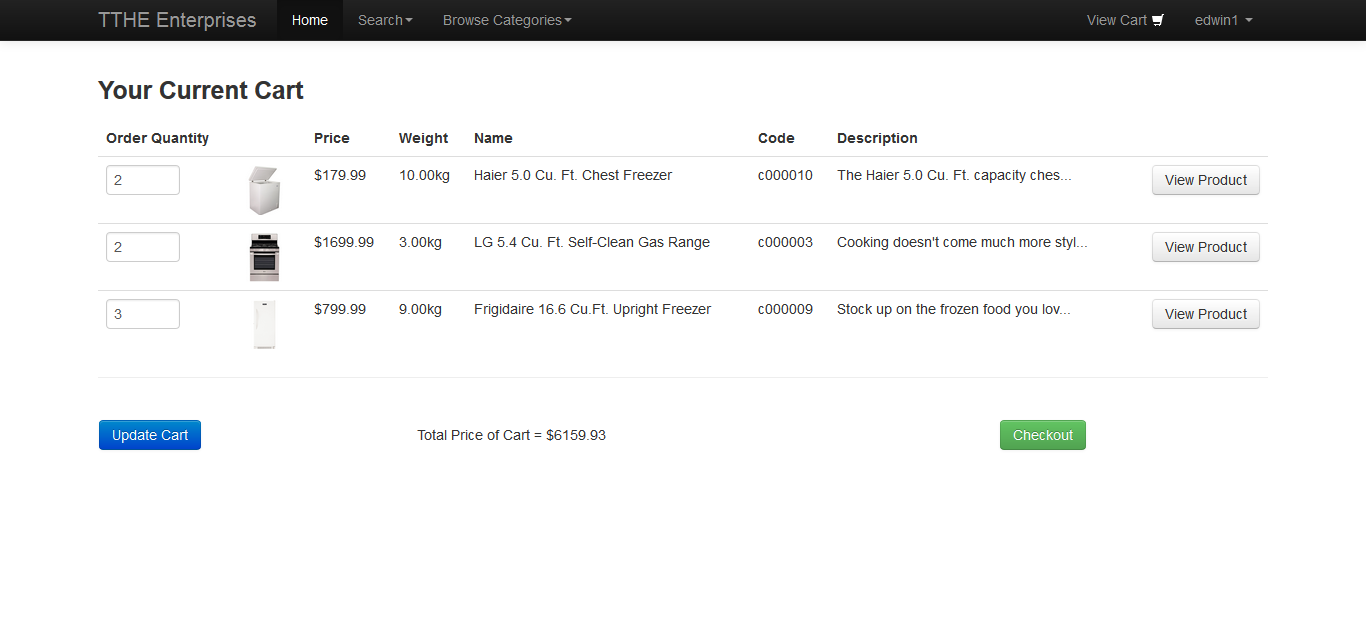 TTHE Enterprises Home Search Browse Categories View Cart edwin1
Your Current Cart
Order Quantity Price Weight Name Code Description
2 $179.99 10.00kg Haier 5.0 Cu. Ft. Chest Freezer c000010 The Haier 5.0 Cu. Ft. capacity ches... View Product
2 $1699.99 3.00kg LG 5.4 Cu. Ft. Self-Clean Gas Range c000003 Cooking doesn't come much more styl... View Product
3 $799.99 9.00kg Frigidaire 16.6 Cu.Ft. Upright Freezer c000009 Stock up on the frozen food you lov... View Product
Update Cart Total Price of Cart = $6159.93 Checkout